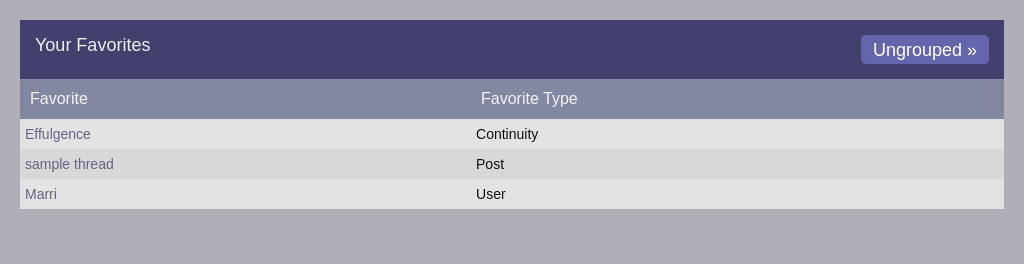 Your Favorites
Ungrouped »
Favorite Favorite Type
Effulgence Continuity
sample thread Post
Marri User